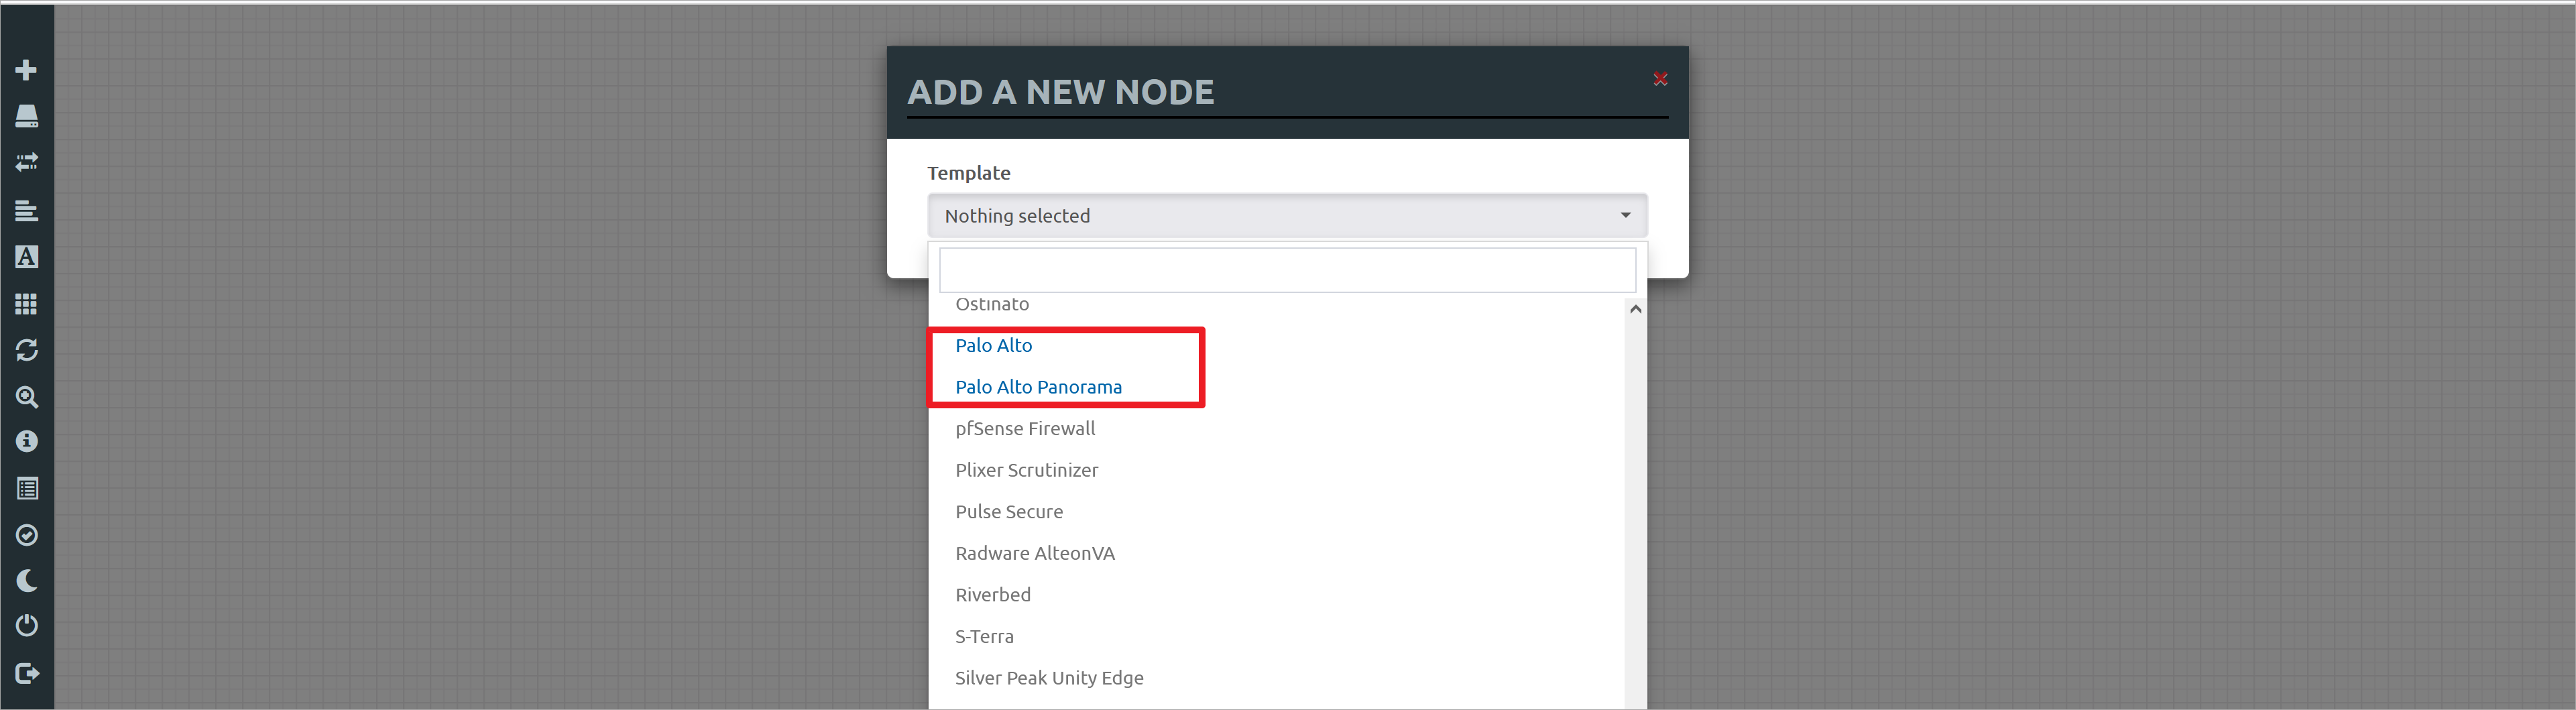 ADD A NEW NODE
Template
Nothing selected
Ostinato
Palo Alto
Palo Alto Panorama
pfSense Firewall
Plixer Scrutinizer
Pulse Secure
Radware AlteonVA
Riverbed
S-Terra
Silver Peak Unity Edge